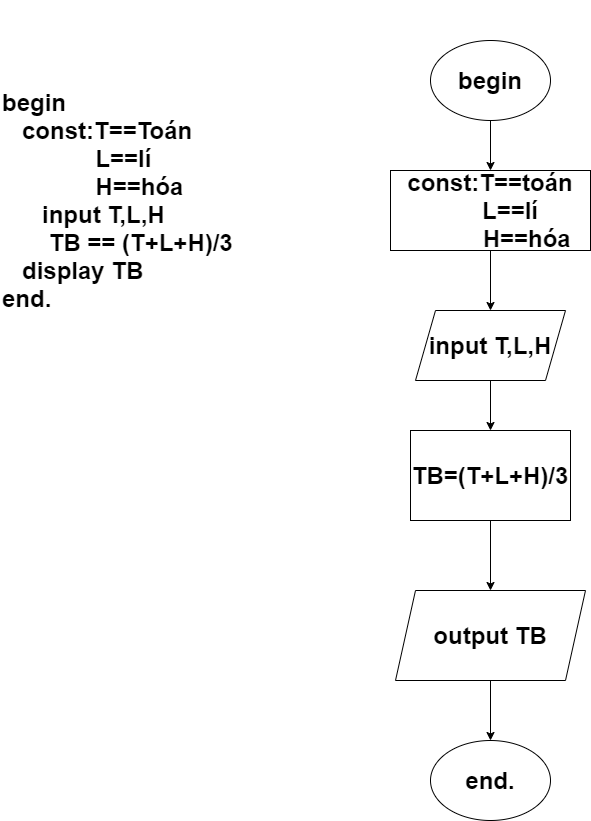 begin
const:T==Toán
L==lí
H==hóa
input T,L,H
TB == (T+L+H)/3
display TB
end.
begin
const:T==toán
L==lí
H==hóa
input T,L,H
TB=(T+L+H)/3
output TB
end.